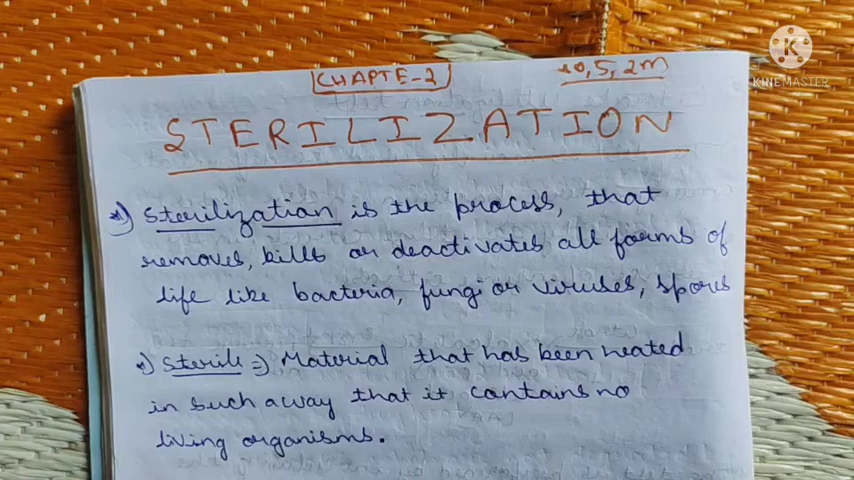 CHAPTE-2
10, 5, 2m
KINEMASTER
STERILIZATION
*) Sterilizatian is the process, that
removes, kills or deactivates all forms of
life like bacteria, fungi or viruses, spores
*) Sterile => Material that has been heated
in such a way that it contains no
living organisms.